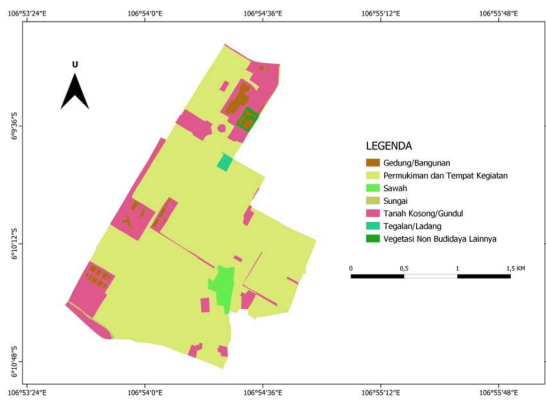 106°53'24"E 106°54'0"E 106°54'36"E 106°55'12"E 106°55'48"E
U
6°9'36"S
6°10'12"S
6°10'48"S
LEGENDA
Gedung/Bangunan
Permukiman dan Tempat Kegiatan
Sawah
Sungai
Tanah Kosong/Gundul
Tegalan/Ladang
Vegetasi Non Budidaya Lainnya
0 0,5 1 1,5 KM
106°53'24"E 106°54'0"E 106°54'36"E 106°55'12"E 106°55'48"E